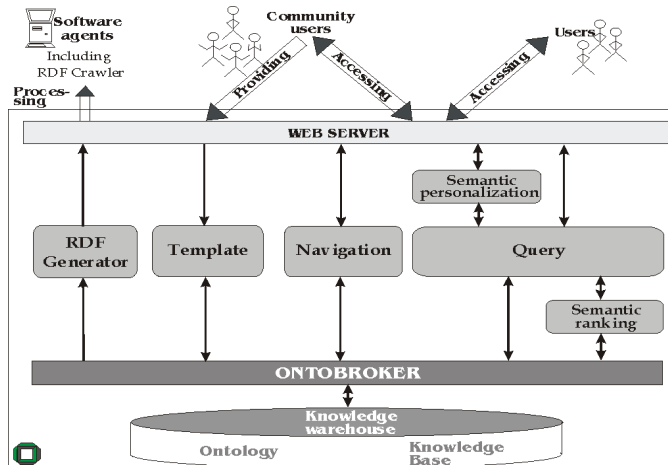 Software
agents
Including
RDF Crawler
Proces-
sing
Community
users
Providing
Accessing
Accessing
Users
WEB SERVER
Semantic
personalization
RDF
Generator
Template
Navigation
Query
Semantic
ranking
ONTOBROKER
Knowledge
warehouse
Ontology
Knowledge
Base